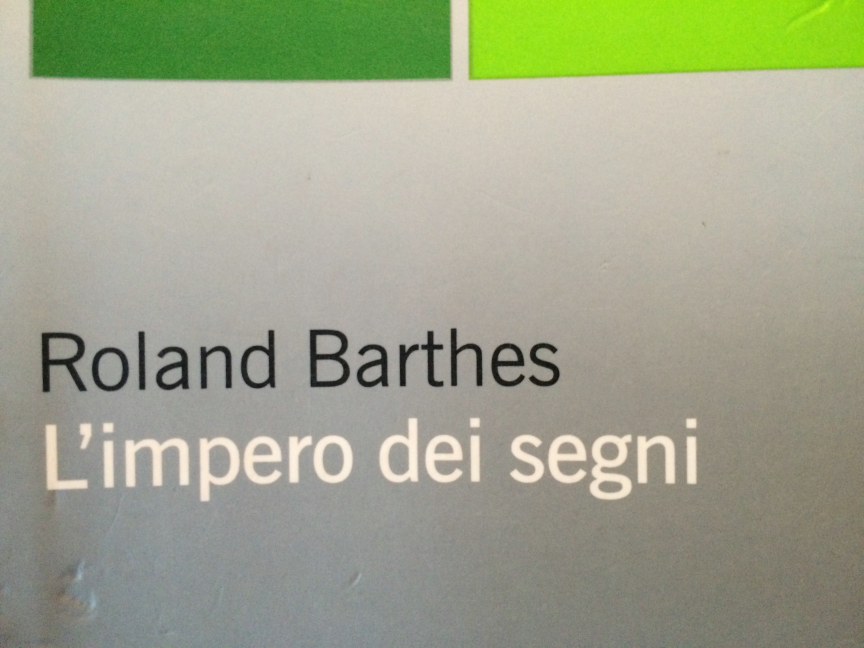 Roland Barthes
L'impero dei segni